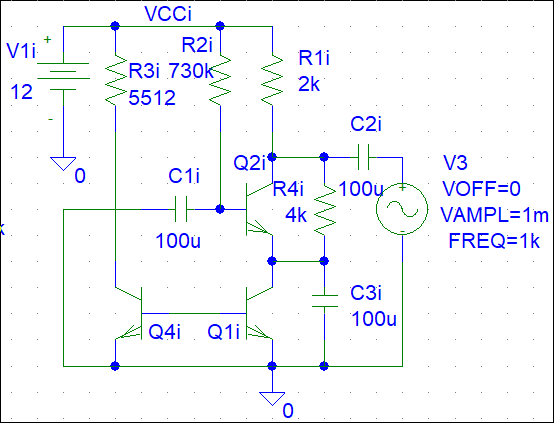 VCCi
V1i
+
12
-
0
R3i
5512
R2i
730k
R1i
2k
C2i
100u
Q2i
R4i
4k
C1i
100u
V3
VOFF=0
VAMPL=1m
FREQ=1k
+
-
C3i
100u
Q4i
Q1i
0